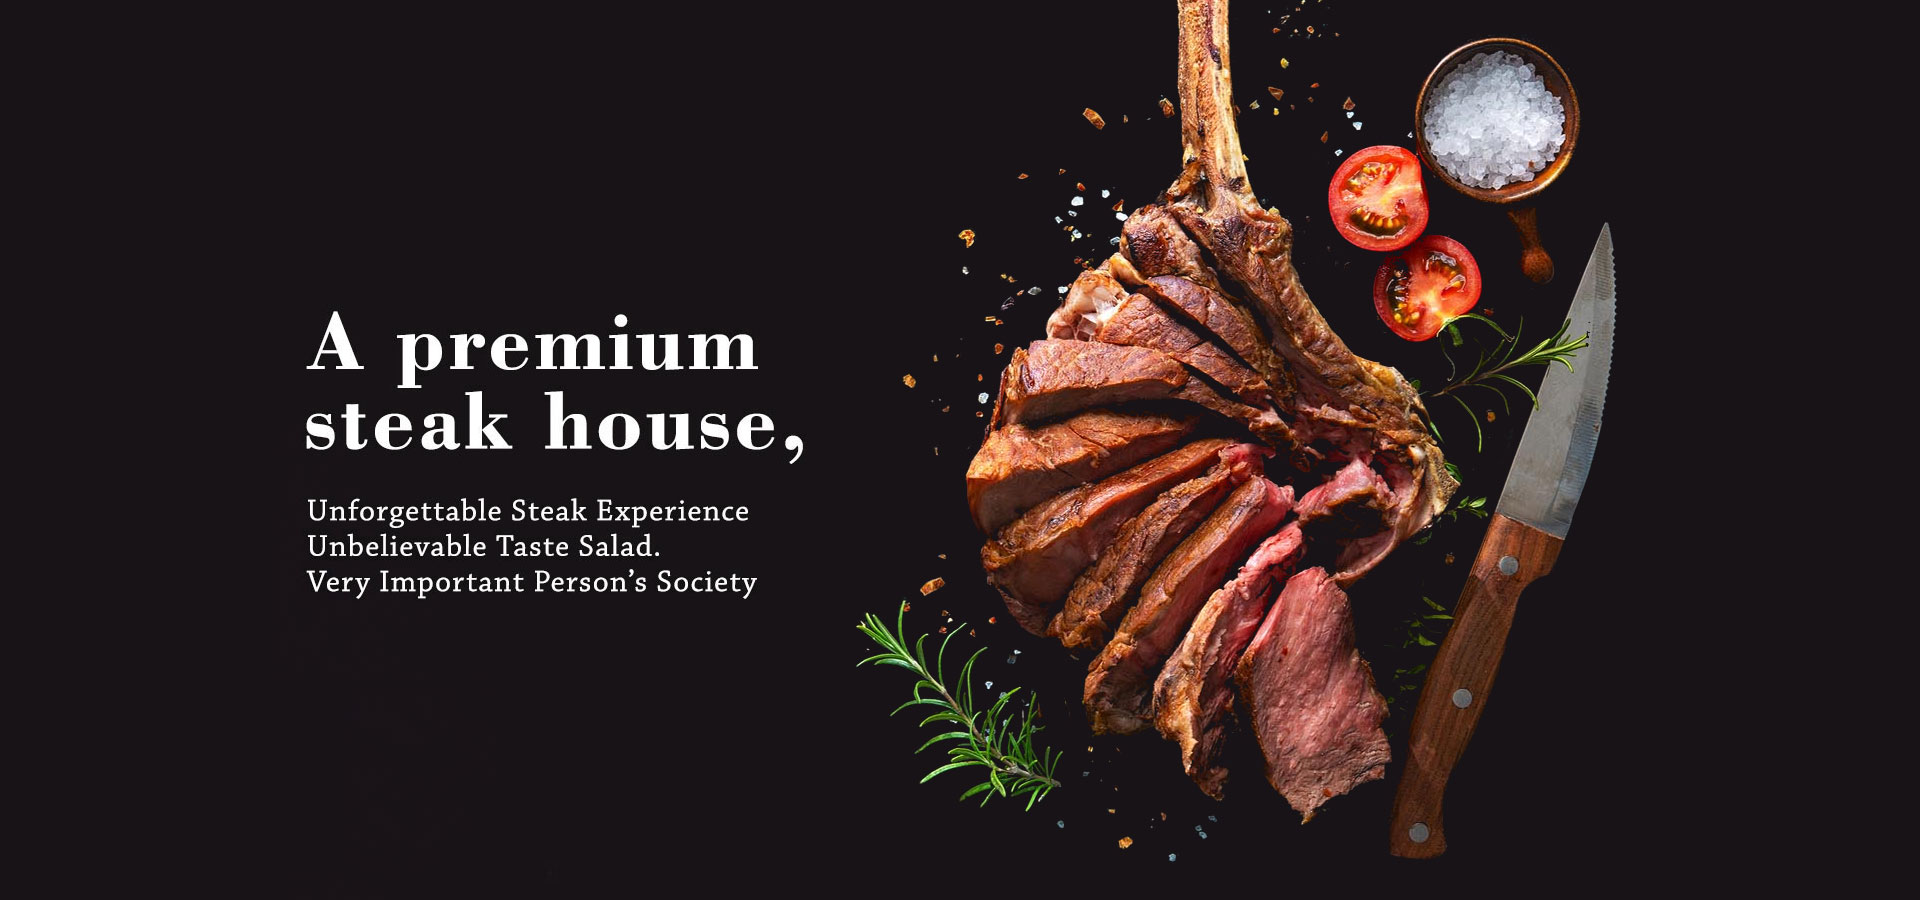 A premium
steak house,
Unforgettable Steak Experience
Unbelievable Taste Salad.
Very Important Person’s Society